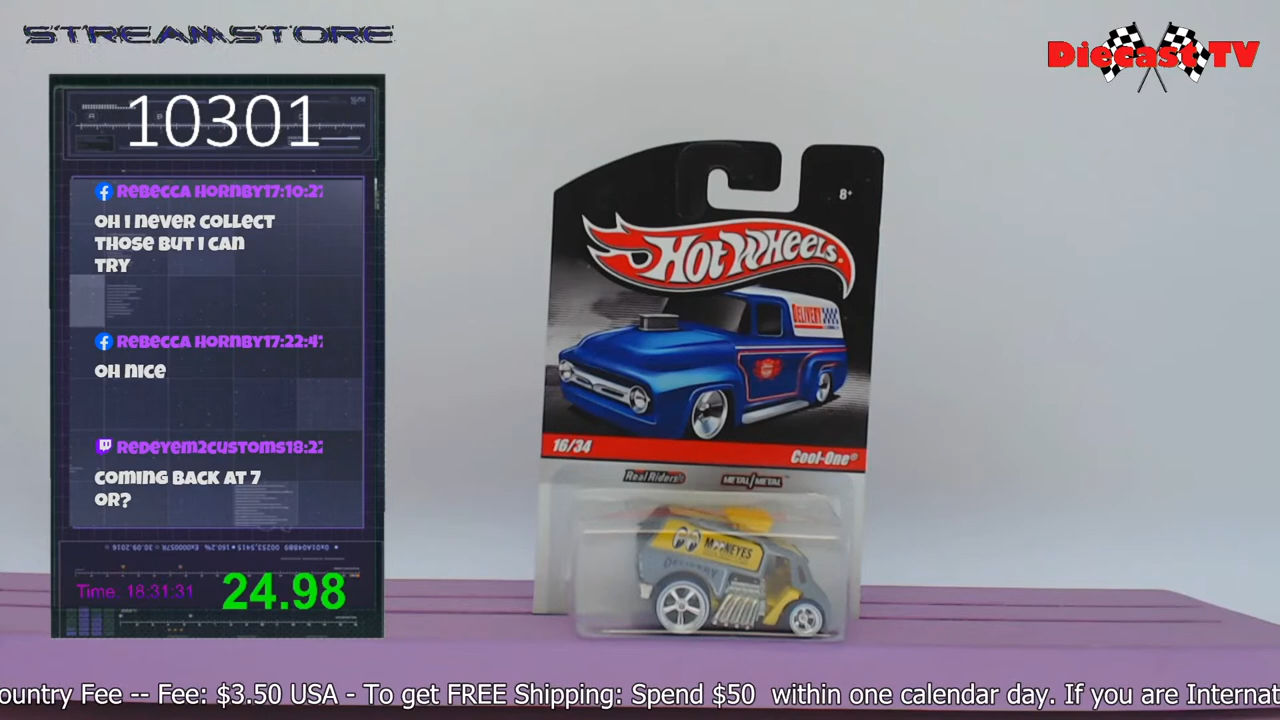 STREAMSTORE
Diecast TV
10301
Rebecca Hornby17:10:2
OH I NEVER COLLECT
THOSE BUT I CAN
TRY
Rebecca Hornby17:22:4
OH NICE
Redeyem2customs18:2
COMING BACK AT 7
OR?
Time: 18:31:31
24.98
8+
HOT WHEELS
DELIVERY
16/34
Cool-One®
Real Riders®
METAL/METAL™
MOONEYES
DELIVERY
ountry Fee -- Fee: $3.50 USA - To get FREE Shipping: Spend $50 within one calendar day. If you are Internat